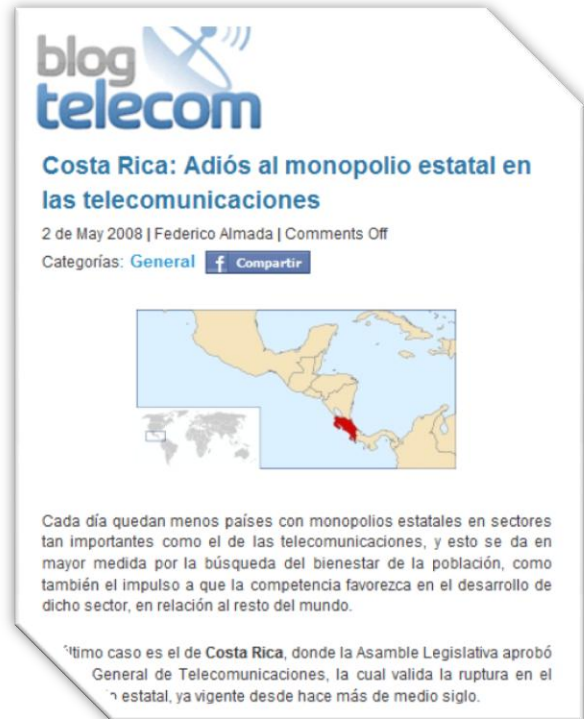 blog
telecom
Costa Rica: Adiós al monopolio estatal en
las telecomunicaciones
2 de May 2008 | Federico Almada | Comments Off
Categorías: General f Compartir
Cada día quedan menos países con monopolios estatales en sectores
tan importantes como el de las telecomunicaciones, y esto se da en
mayor medida por la búsqueda del bienestar de la población, como
también el impulso a que la competencia favorezca en el desarrollo de
dicho sector, en relación al resto del mundo.
último caso es el de Costa Rica, donde la Asamble Legislativa aprobó
General de Telecomunicaciones, la cual valida la ruptura en el
estatal, ya vigente desde hace más de medio siglo.